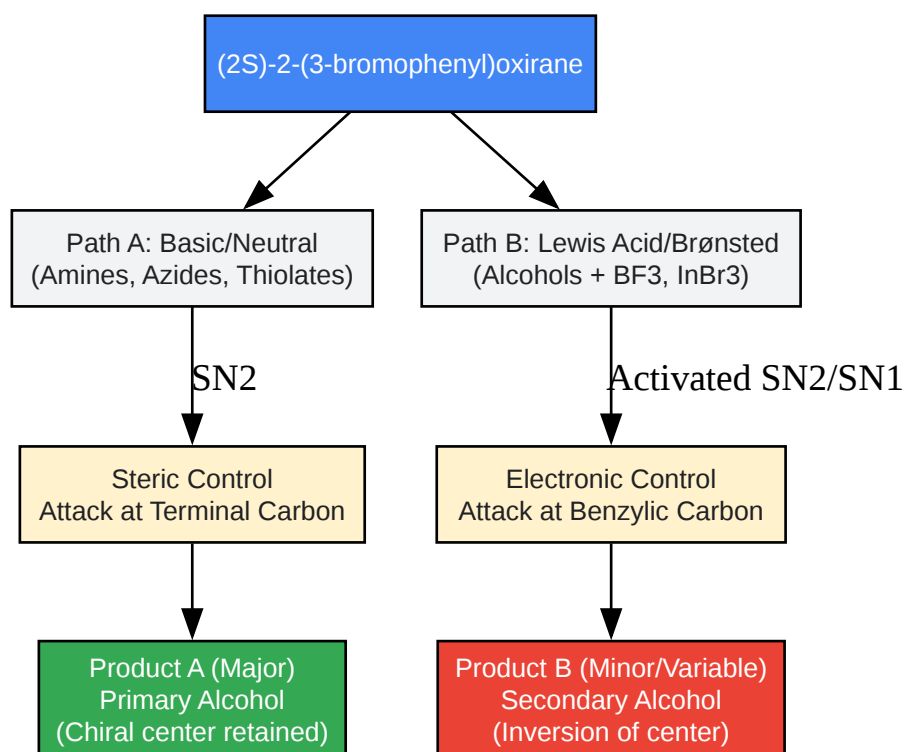 (2S)-2-(3-bromophenyl)oxirane
Path A: Basic/Neutral
(Amines, Azides, Thiolates)
Path B: Lewis Acid/Brønsted
(Alcohols + BF3, InBr3)
SN2
Activated SN2/SN1
Steric Control
Attack at Terminal Carbon
Electronic Control
Attack at Benzylic Carbon
Product A (Major)
Primary Alcohol
(Chiral center retained)
Product B (Minor/Variable)
Secondary Alcohol
(Inversion of center)